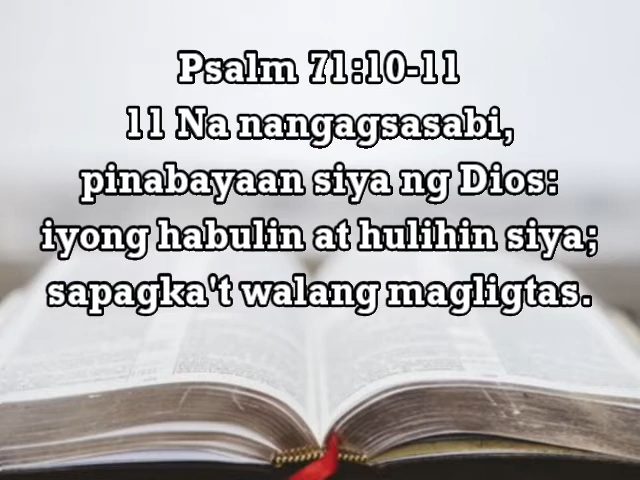 Psalm 71:10-11
11 Na nangagsasabi,
pinabayaan siya ng Dios:
iyong habulin at hulihin siya;
sapagka't walang magligtas.